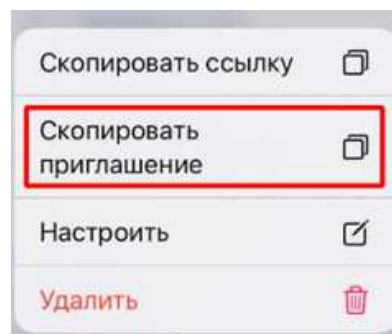 Скопировать ссылку
Скопировать
приглашение
Настроить
Удалить